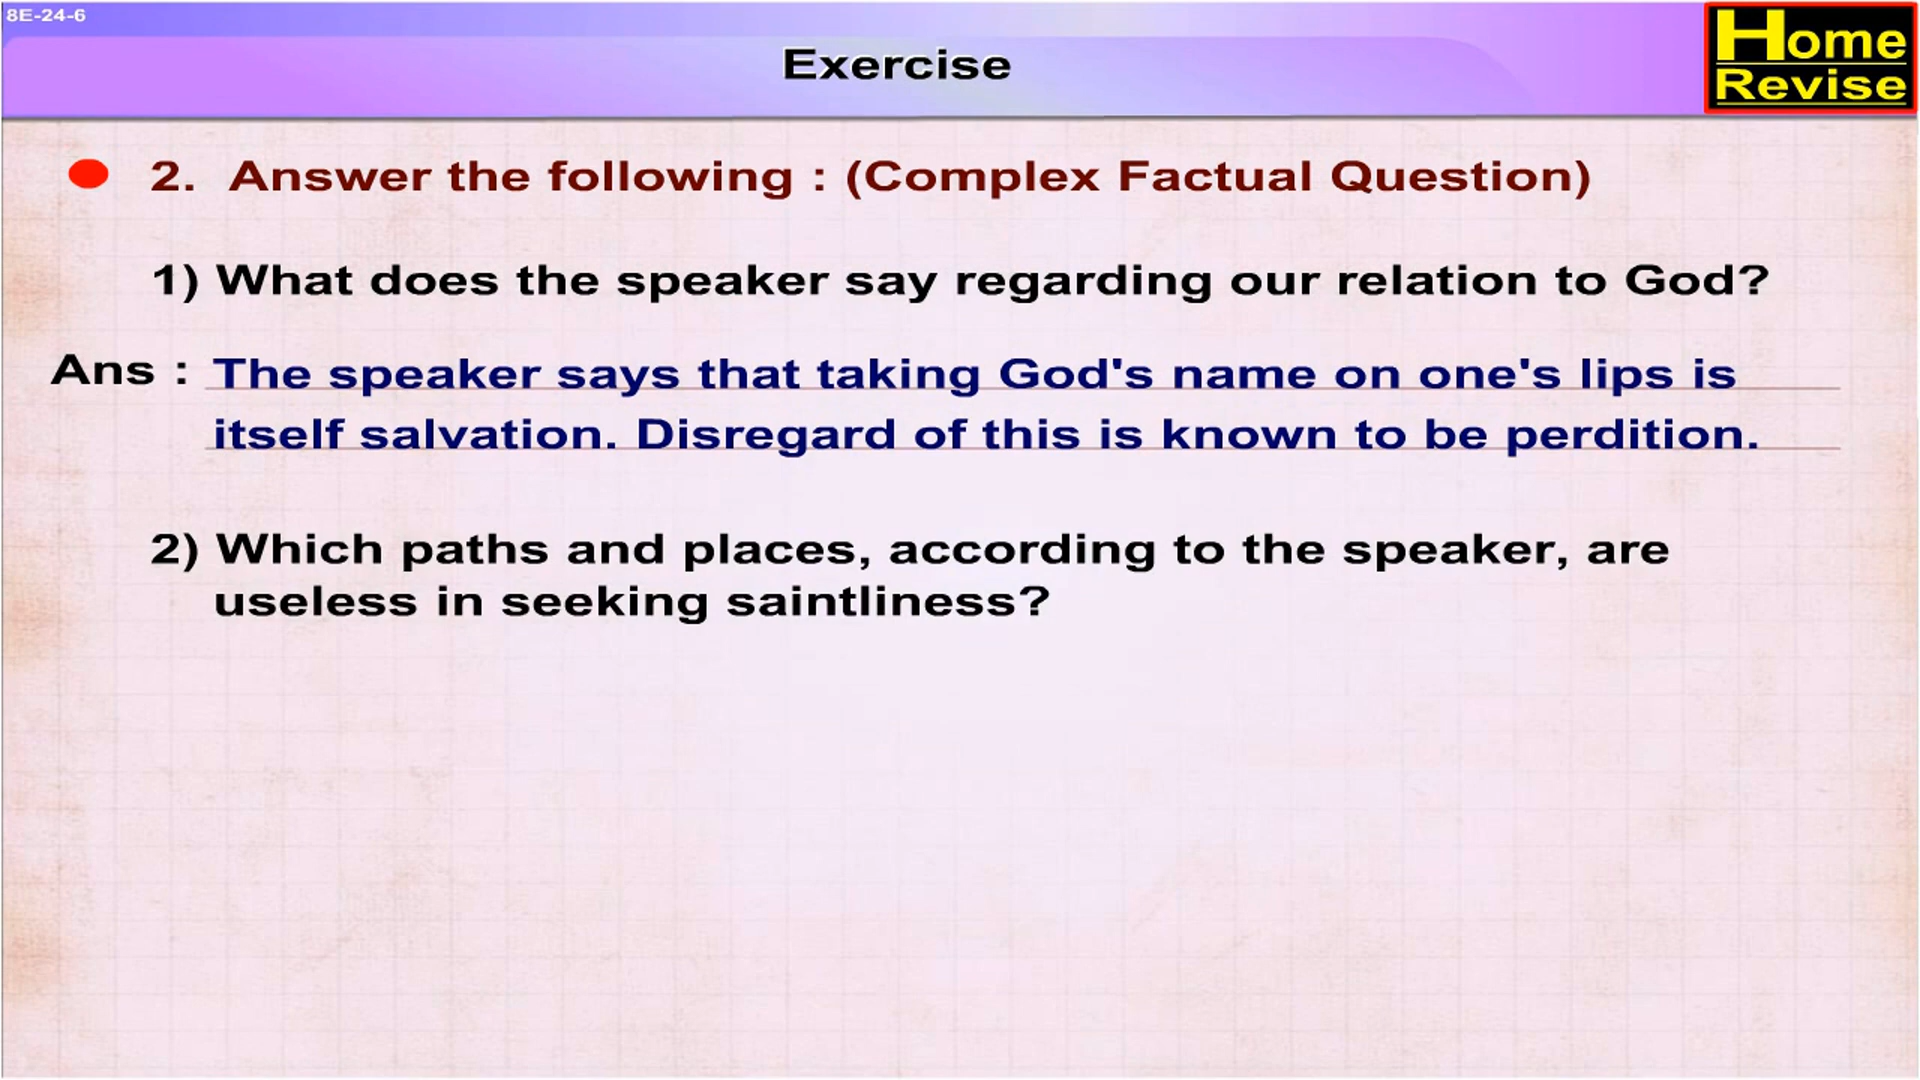 8E-24-6
Exercise
Home
Revise
2. Answer the following : (Complex Factual Question)
1) What does the speaker say regarding our relation to God?
Ans : The speaker says that taking God's name on one's lips is
itself salvation. Disregard of this is known to be perdition.
2) Which paths and places, according to the speaker, are
useless in seeking saintliness?